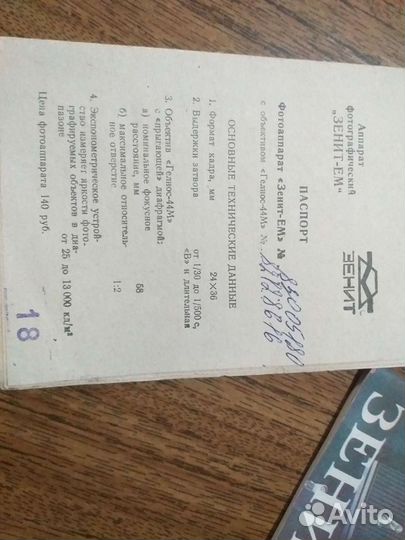 Аппарат
фотографический
„ЗЕНИТ-ЕМ“
ЗЕНИТ
ПАСПОРТ
Фотоаппарат «Зенит-ЕМ» №
с объективом «Гелиос-44М» №
ОСНОВНЫЕ ТЕХНИЧЕСКИЕ ДАННЫЕ
1. Формат кадра, мм 24×36
2. Выдержки затвора от 1/30 до 1/500 с,
«В» и длительная
3. Объектив «Гелиос-44М»
с «прыгающей» диафрагмой:
а) номинальное фокусное
расстояние, мм 58
б) максимальное относитель-
ное отверстие 1:2
4. Экспонометрическое устрой-
ство измеряет яркости фото-
графируемых объектов в диа-
пазоне от 25 до 13 000 кд/м²
Цена фотоаппарата 140 руб.
18
ЗЕНИ
Avito